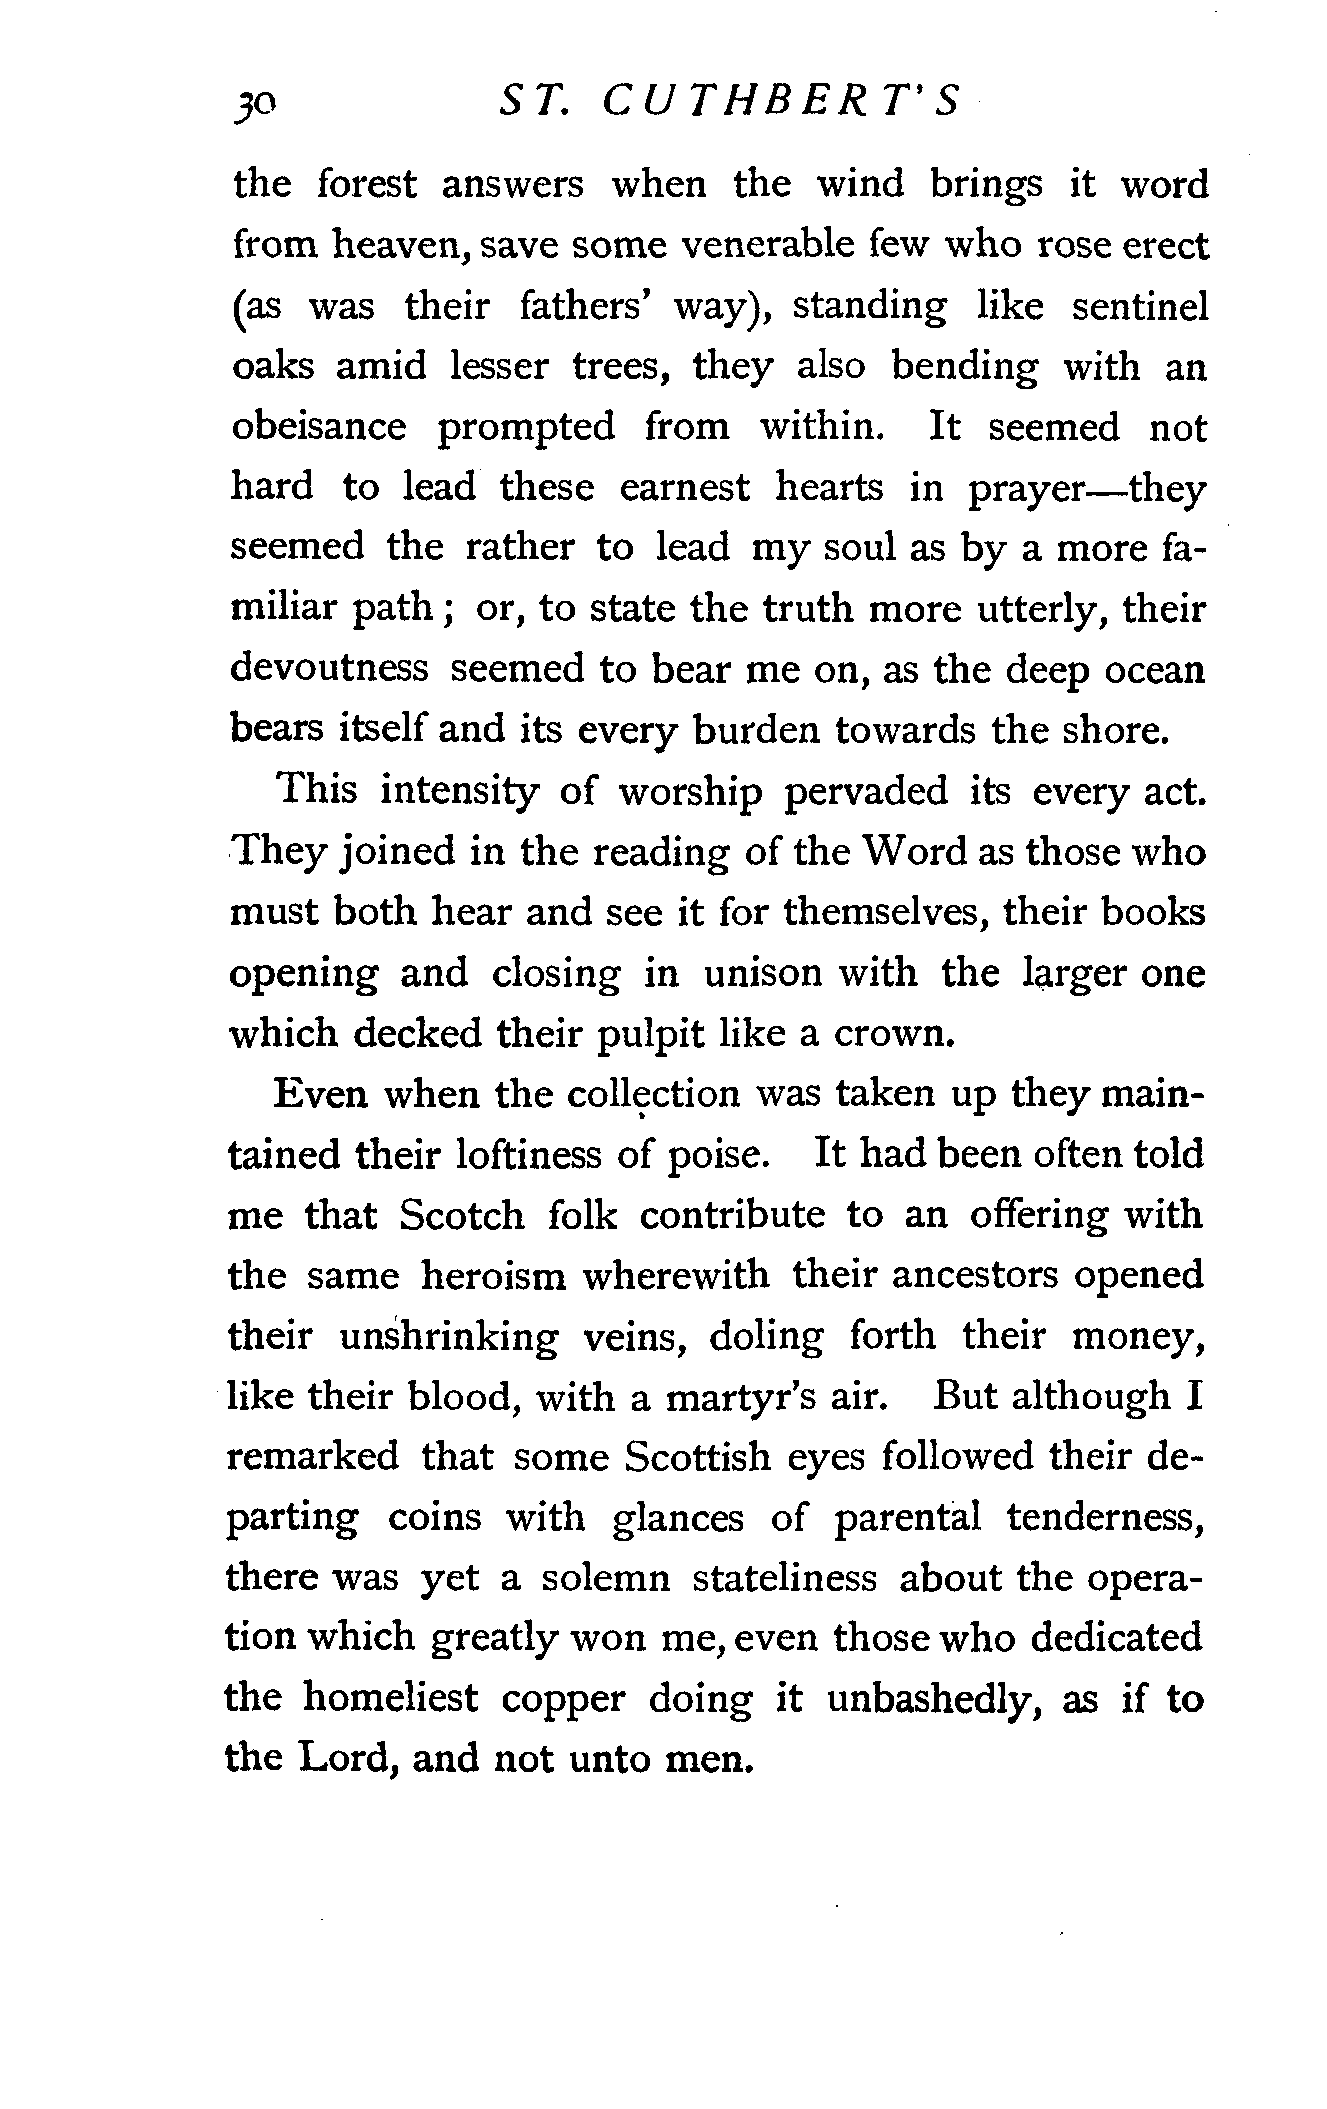 30 ST. CUTHBERT'S
the forest answers when the wind brings it word
from heaven, save some venerable few who rose erect
(as was their fathers' way), standing like sentinel
oaks amid lesser trees, they also bending with an
obeisance prompted from within. It seemed not
hard to lead these earnest hearts in prayer—they
seemed the rather to lead my soul as by a more fa-
miliar path; or, to state the truth more utterly, their
devoutness seemed to bear me on, as the deep ocean
bears itself and its every burden towards the shore.
This intensity of worship pervaded its every act.
They joined in the reading of the Word as those who
must both hear and see it for themselves, their books
opening and closing in unison with the larger one
which decked their pulpit like a crown.
Even when the collection was taken up they main-
tained their loftiness of poise. It had been often told
me that Scotch folk contribute to an offering with
the same heroism wherewith their ancestors opened
their unshrinking veins, doling forth their money,
like their blood, with a martyr's air. But although I
remarked that some Scottish eyes followed their de-
parting coins with glances of parental tenderness,
there was yet a solemn stateliness about the opera-
tion which greatly won me, even those who dedicated
the homeliest copper doing it unbashedly, as if to
the Lord, and not unto men.